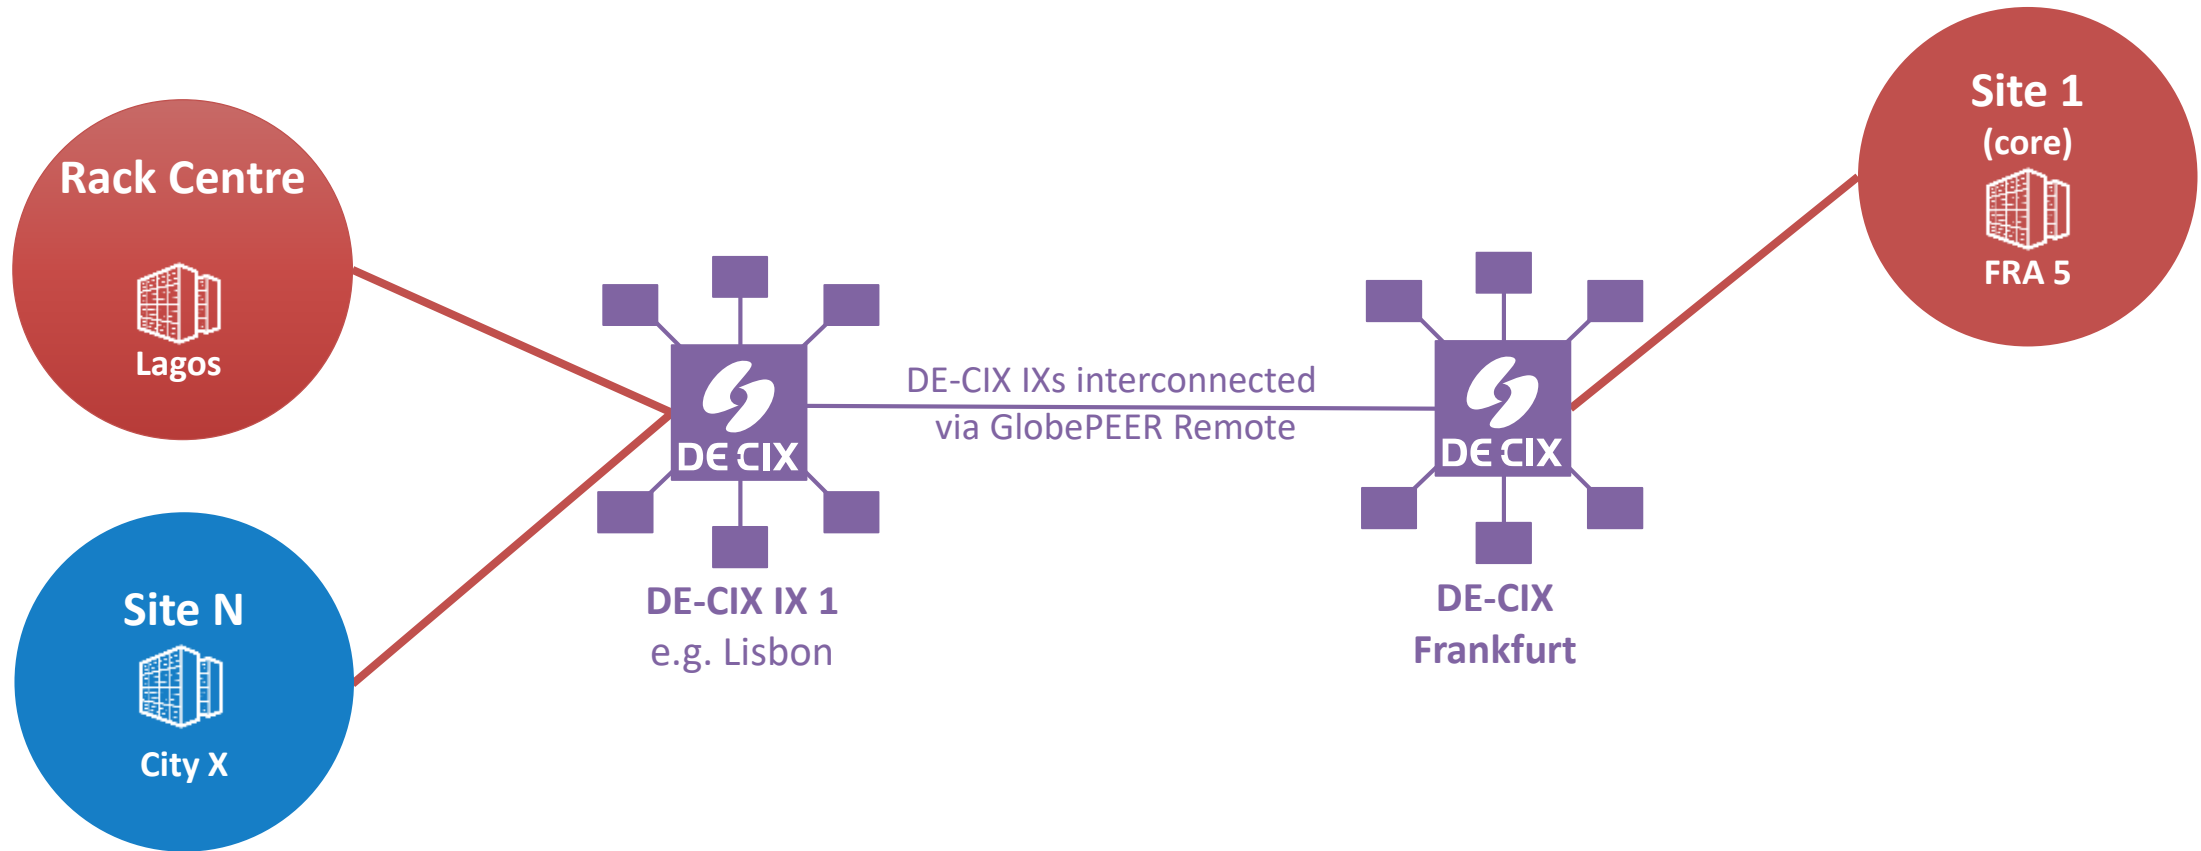 Rack Centre
Lagos
Site N
City X
DE-CIX
DE-CIX IX 1
e.g. Lisbon
DE-CIX IXs interconnected
via GlobePEER Remote
DE-CIX
DE-CIX
Frankfurt
Site 1
(core)
FRA 5